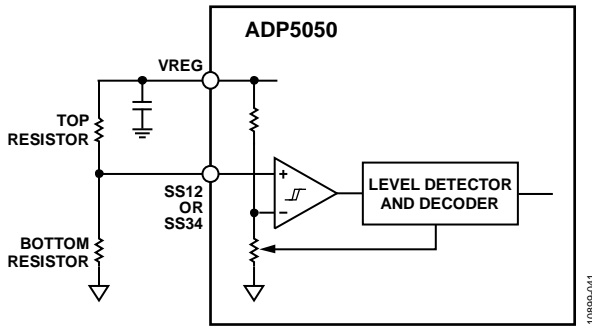 ADP5050
VREG
TOP
RESISTOR
+
SS12
OR
SS34
–
LEVEL DETECTOR
AND DECODER
BOTTOM
RESISTOR
10899-041